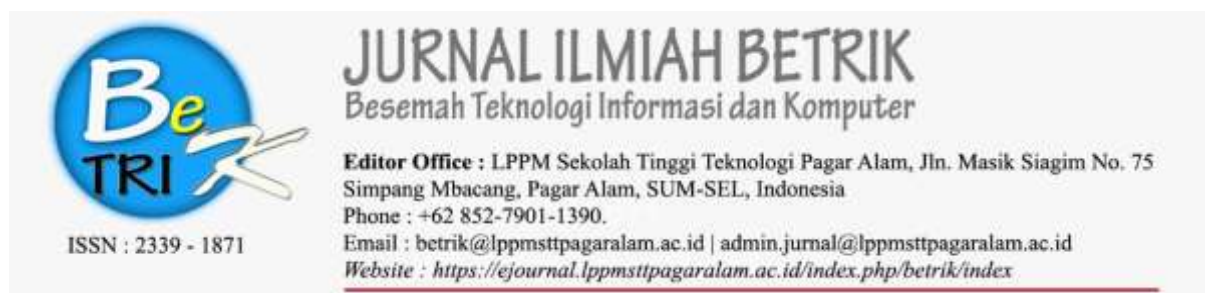 Be
TRIK
ISSN : 2339 - 1871
JURNAL ILMIAH BETRIK
Besemah Teknologi Informasi dan Komputer
Editor Office : LPPM Sekolah Tinggi Teknologi Pagar Alam, Jln. Masik Siagim No. 75
Simpang Mbacang, Pagar Alam, SUM-SEL, Indonesia
Phone : +62 852-7901-1390.
Email : betrik@lppmsttpagaralam.ac.id | admin.jurnal@lppmsttpagaralam.ac.id
Website : https://ejournal.lppmsttpagaralam.ac.id/index.php/betrik/index